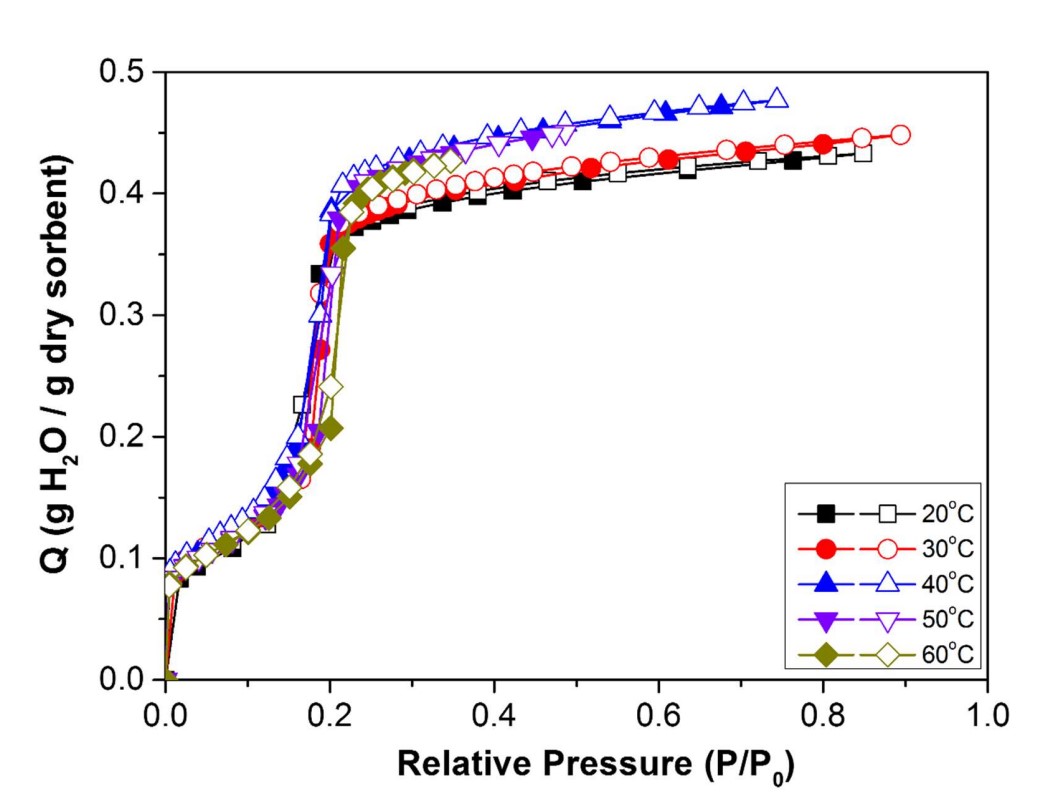 Q (g H₂O / g dry sorbent)
0.5
0.4
0.3
0.2
0.1
0.0
0.0 0.2 0.4 0.6 0.8 1.0
Relative Pressure (P/P₀)
20°C
30°C
40°C
50°C
60°C